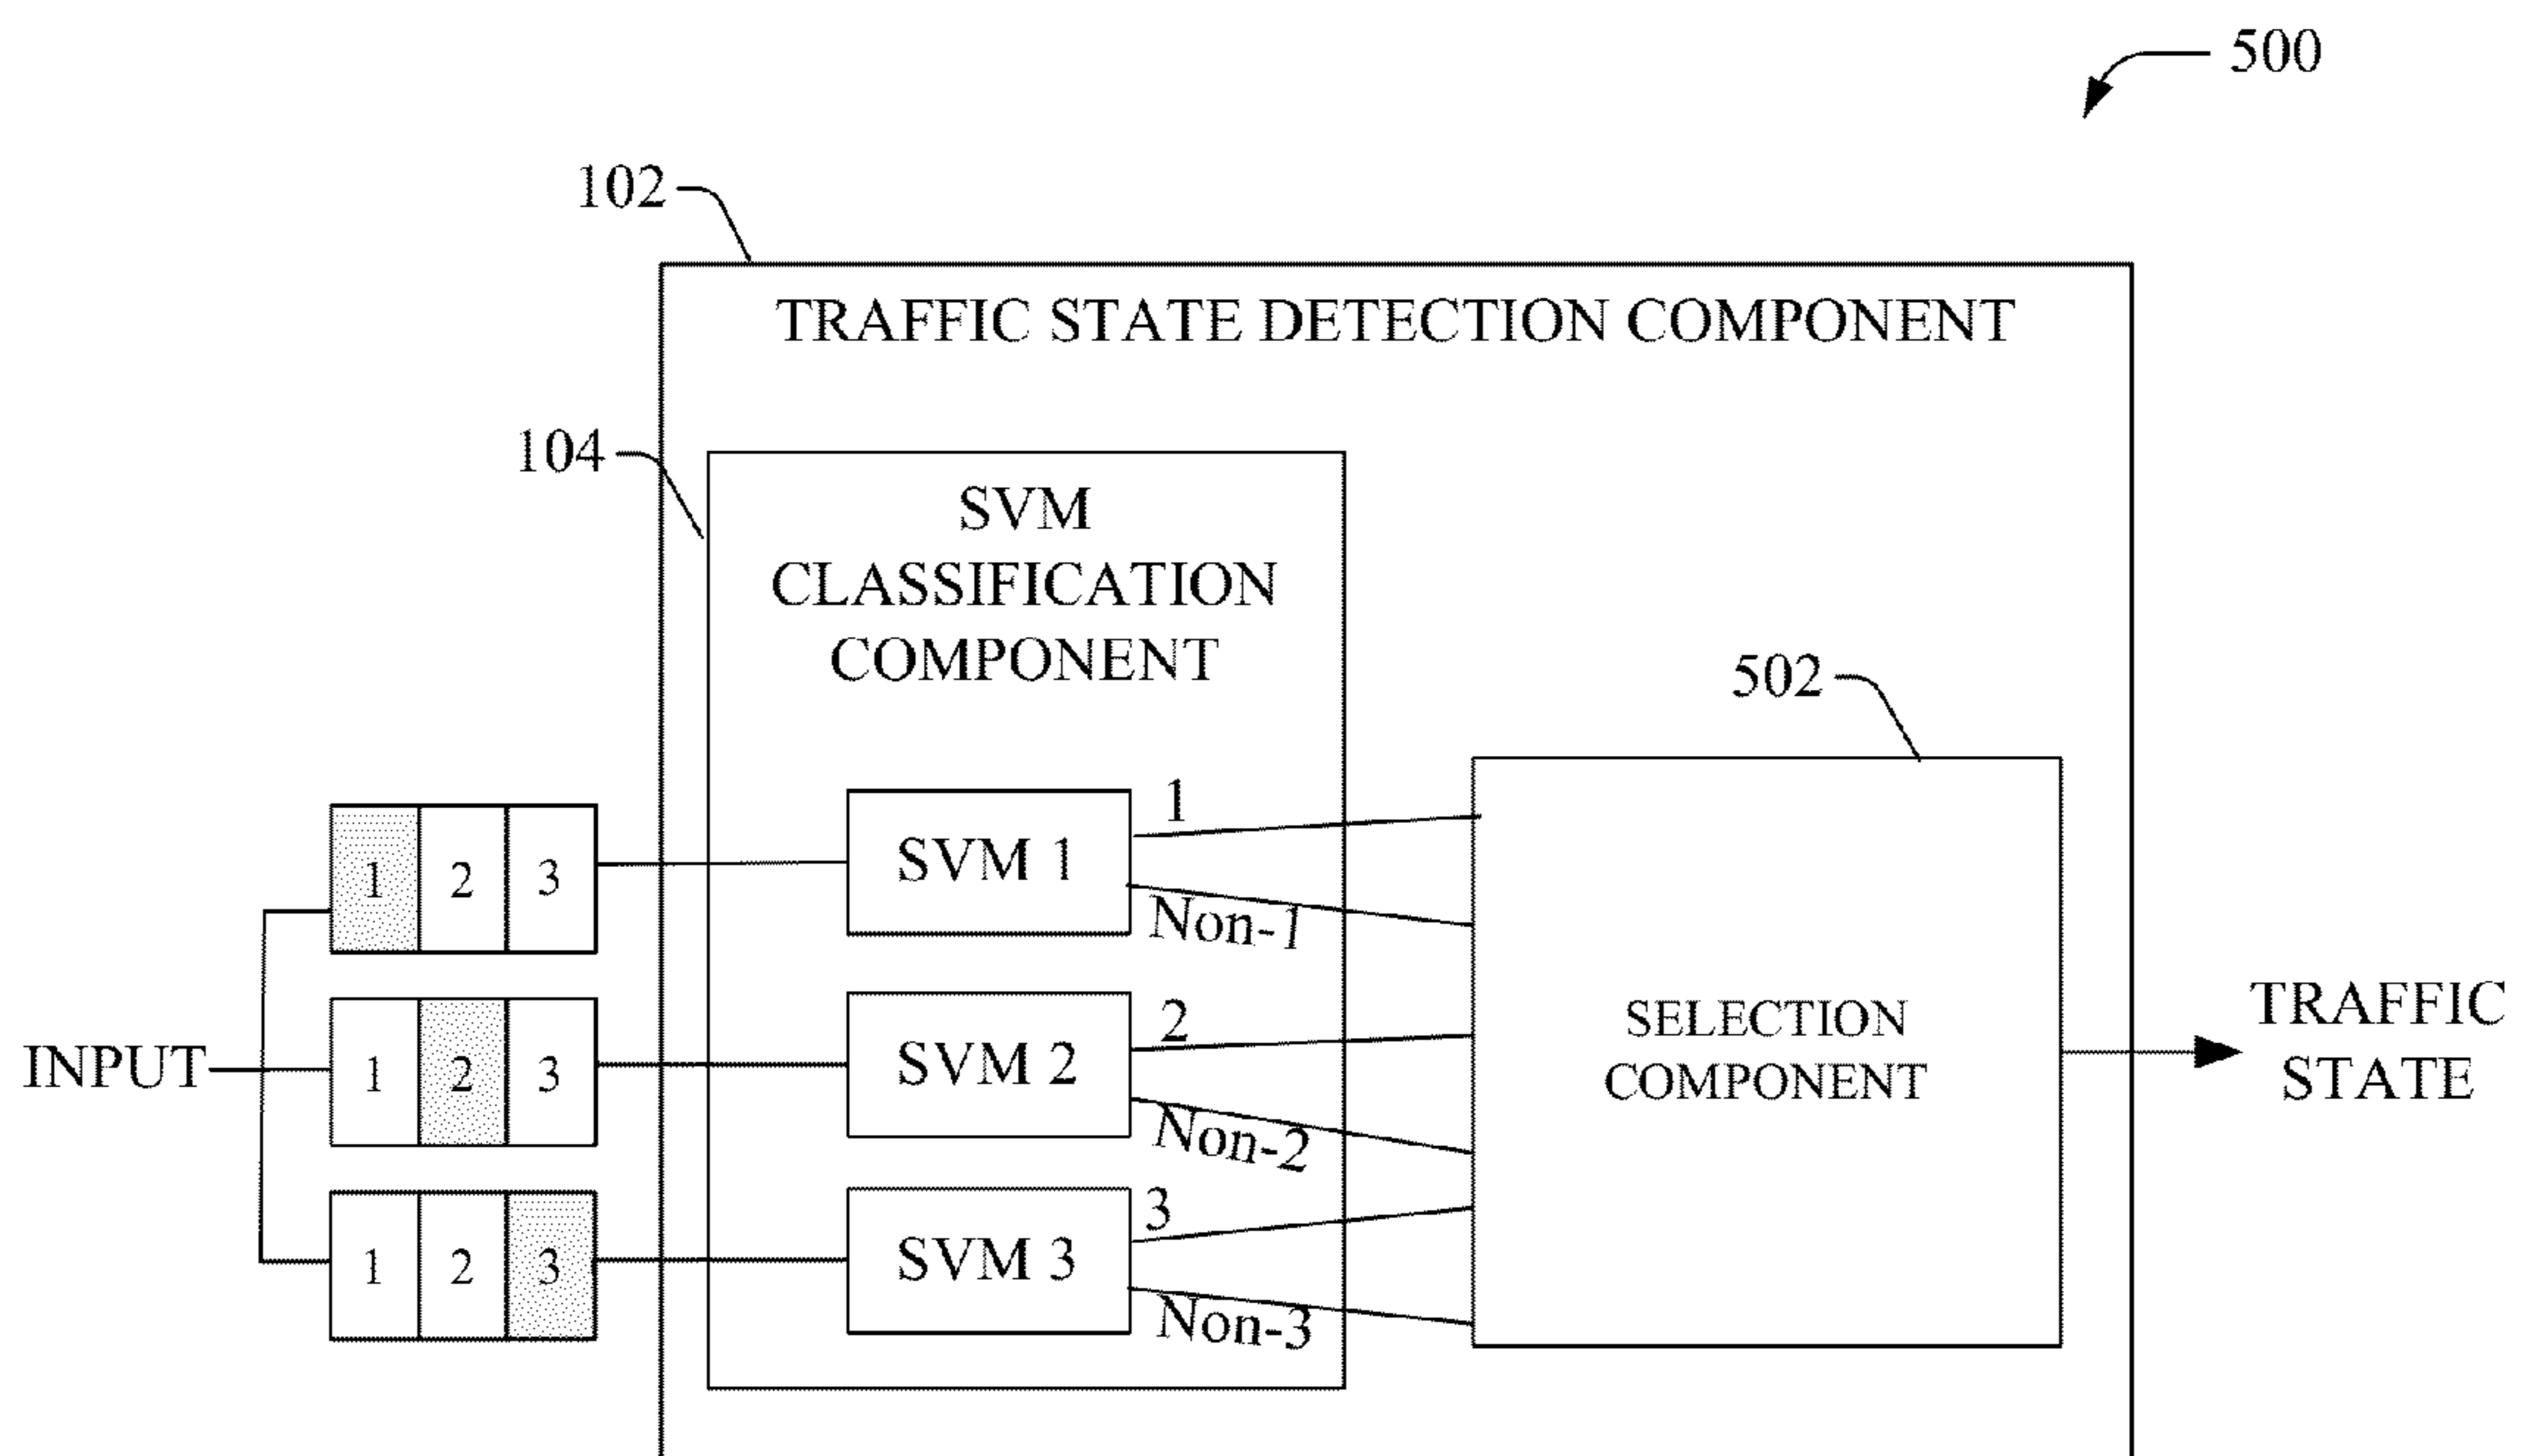 500
102
TRAFFIC STATE DETECTION COMPONENT
104
SVM
CLASSIFICATION
COMPONENT
502
1 2 3
SVM 1
1
Non-1
INPUT
1 2 3
SVM 2
2
Non-2
SELECTION
COMPONENT
TRAFFIC
STATE
1 2 3
SVM 3
3
Non-3